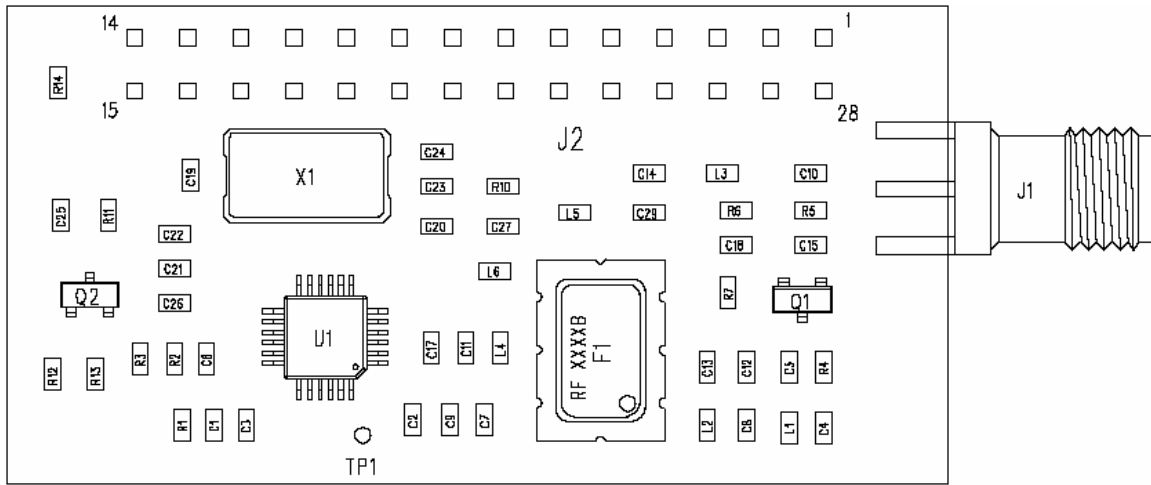 14
1
R14
15
28
J2
C24
X1
C19
C14
L3
C10
C23
R10
J1
C25
R11
L5
C29
R6
R5
C20
C27
C22
C18
C15
C21
L6
Q2
C26
R7
Q1
U1
RF XXXXB
F1
C17
C11
L4
R3
R2
C8
R12
R13
C13
C12
C5
R4
R1
C1
C3
C2
C9
C7
L2
C6
L1
C4
TP1